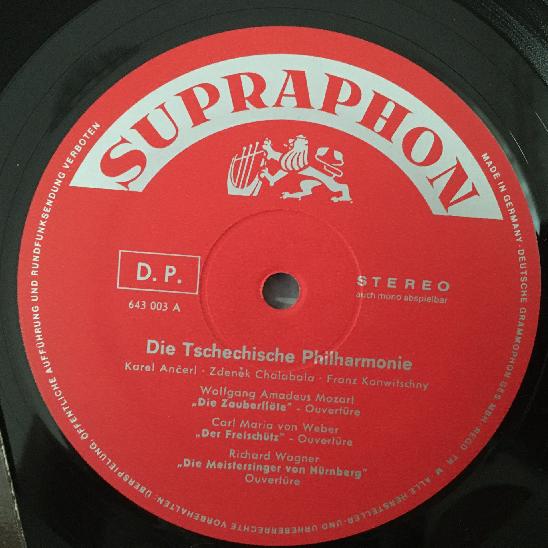 SUPRAPHON
D. P.
643 003 A
STEREO
auch mono abspielbar
Die Tschechische Philharmonie
Karel Ančerl · Zdeněk Chalabala · Franz Konwitschny
Wolfgang Amadeus Mozart
„Die Zauberflöte" - Ouvertüre
Carl Maria von Weber
„Der Freischütz" - Ouvertüre
Richard Wagner
„Die Meistersinger von Nürnberg"
Ouvertüre
MADE IN GERMANY · DEUTSCHE GRAMMOPHON GES. MBH. REGD. TR. M. ALLE HERSTELLER- UND URHEBERRECHTE VORBEHALTEN. ÜBERSPIELUNG, ÖFFENTLICHE AUFFÜHRUNG UND RUNDFUNKSENDUNG VERBOTEN